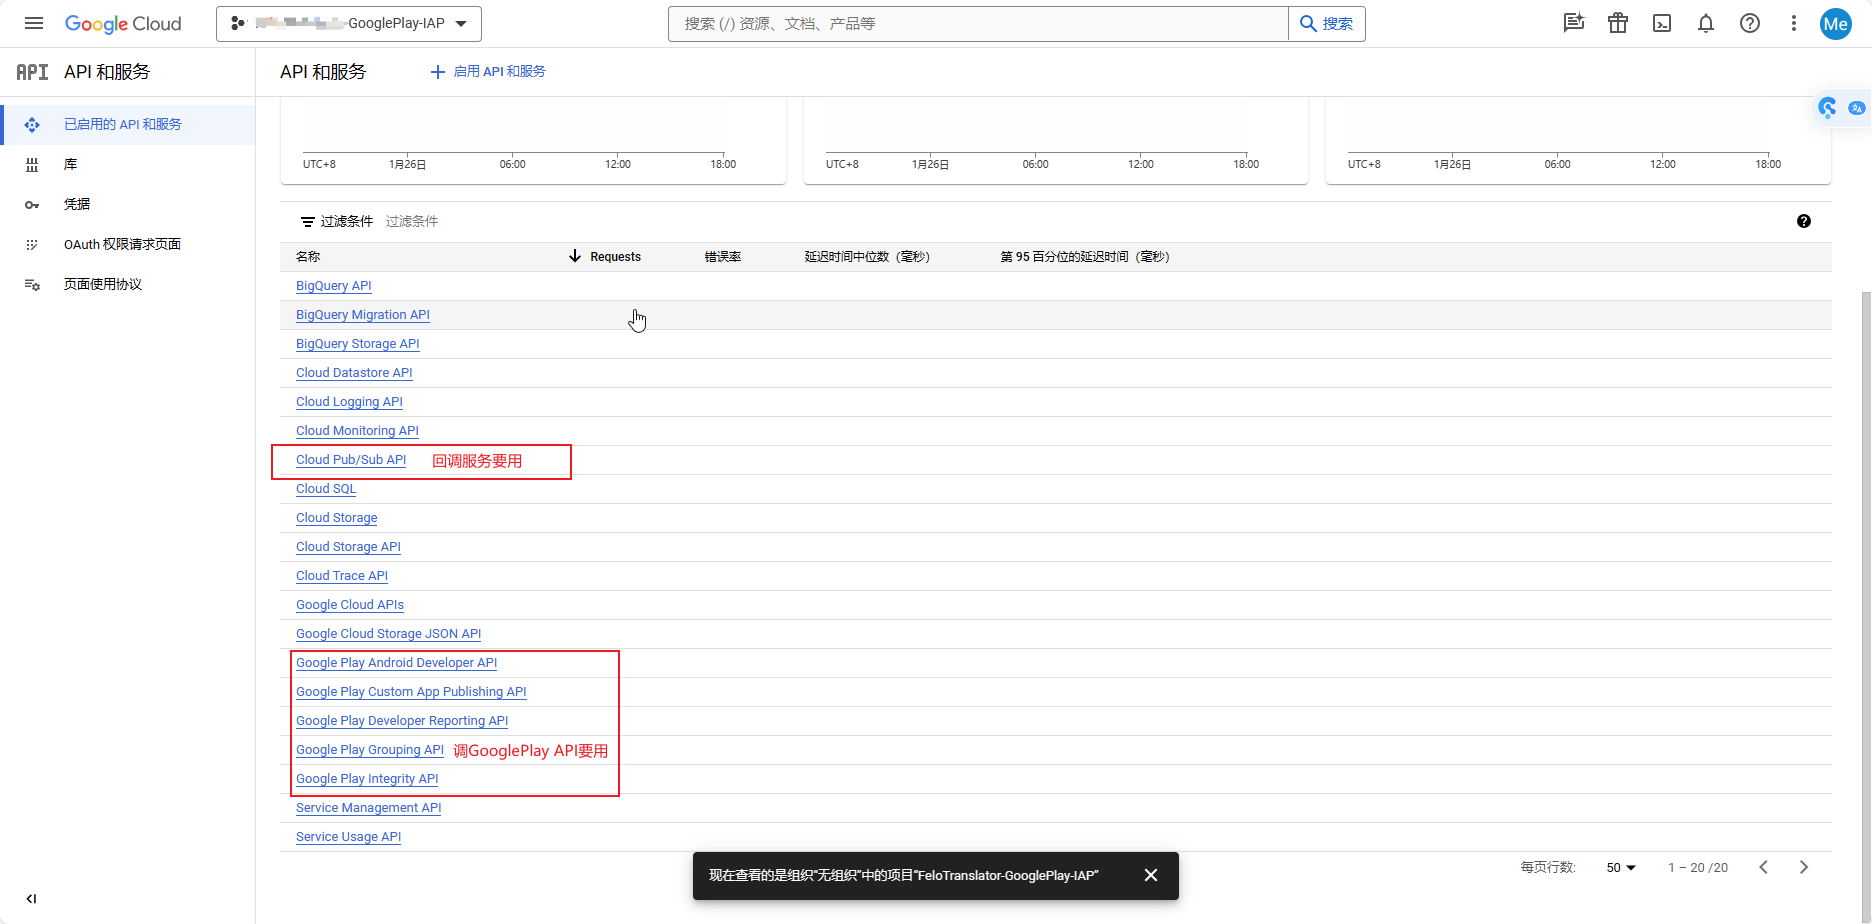 Google Cloud
-GooglePlay-IAP
搜索 (/) 资源、文档、产品等
搜索
Me
API
API 和服务
API 和服务
启用 API 和服务
已启用的 API 和服务
库
凭据
OAuth 权限请求页面
页面使用协议
UTC+8 1月26日 06:00 12:00 18:00
UTC+8 1月26日 06:00 12:00 18:00
UTC+8 1月26日 06:00 12:00 18:00
过滤条件 过滤条件
名称 Requests 错误率 延迟时间中位数（毫秒） 第 95 百分位的延迟时间（毫秒）
BigQuery API
BigQuery Migration API
BigQuery Storage API
Cloud Datastore API
Cloud Logging API
Cloud Monitoring API
Cloud Pub/Sub API 回调服务要用
Cloud SQL
Cloud Storage
Cloud Storage API
Cloud Trace API
Google Cloud APIs
Google Cloud Storage JSON API
Google Play Android Developer API
Google Play Custom App Publishing API
Google Play Developer Reporting API
Google Play Grouping API 调GooglePlay API要用
Google Play Integrity API
Service Management API
Service Usage API
每页行数: 50 1 – 20 /20
现在查看的是组织“无组织”中的项目“FeloTranslator-GooglePlay-IAP”